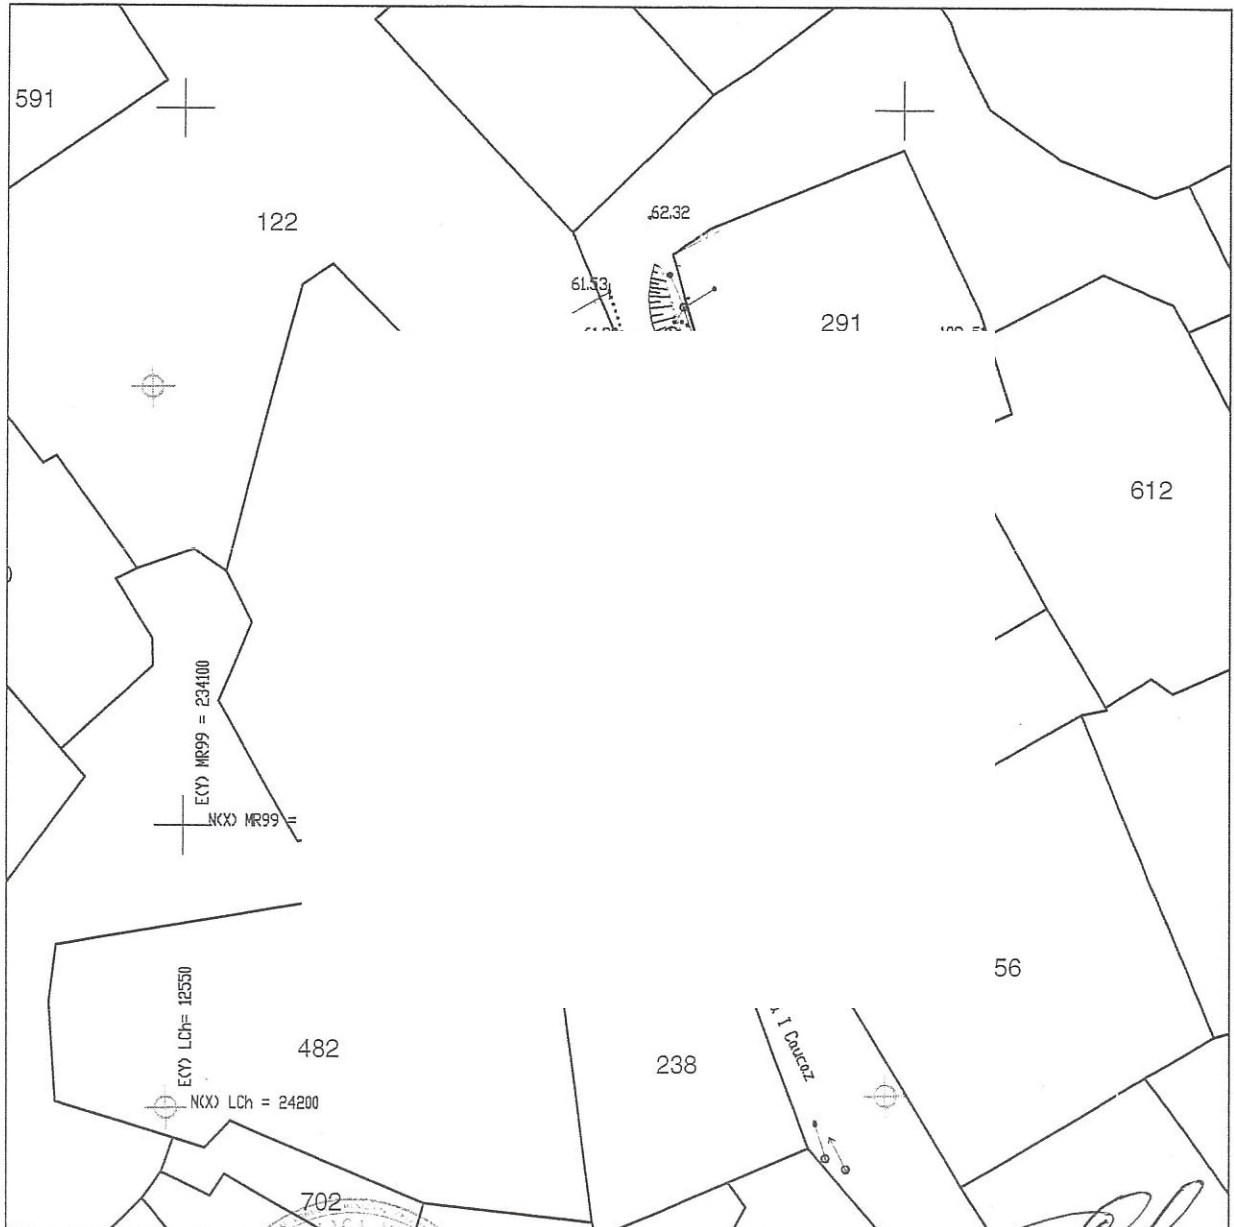 591
122
62.32
61.53
291
612
E(Y) MR99 = 234100
N(X) MR99 =
56
E(Y) LCh= 12550
I Caucaz
482
238
N(X) LCh = 24200
702